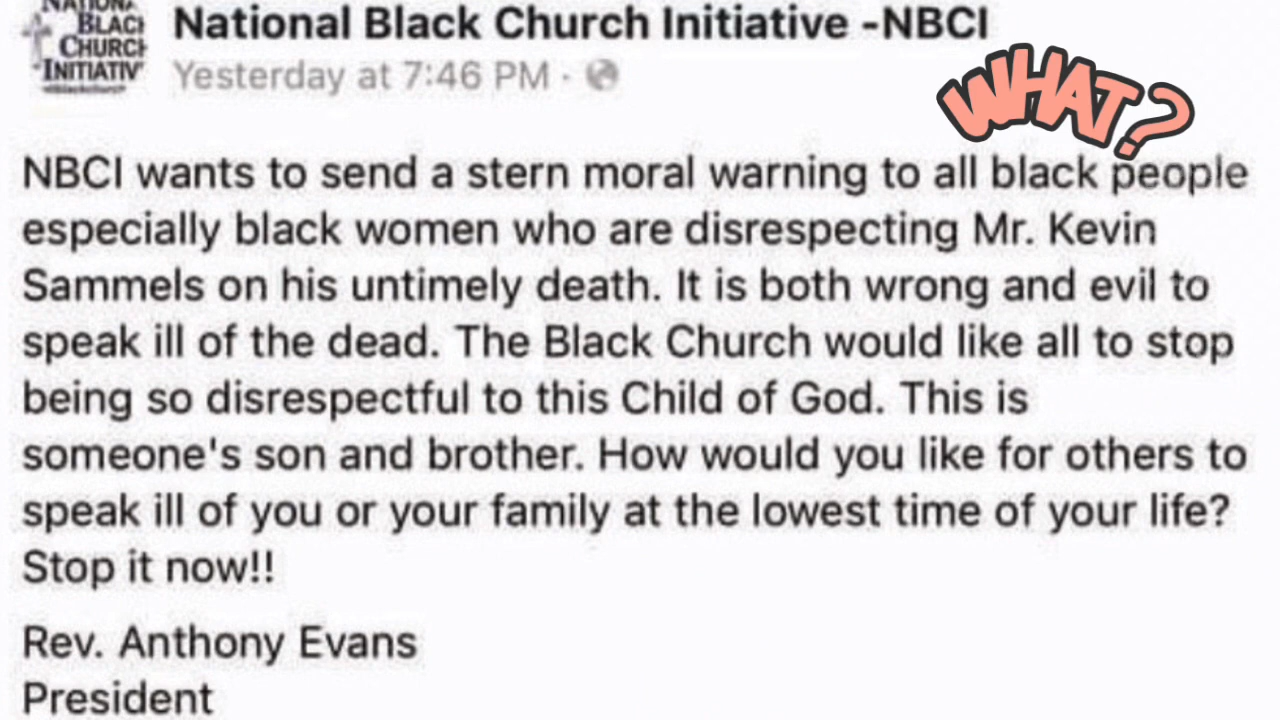 NATIONAL
BLACK
CHURCH
INITIATIV
National Black Church Initiative -NBCI
Yesterday at 7:46 PM ·
WHAT?
NBCI wants to send a stern moral warning to all black people
especially black women who are disrespecting Mr. Kevin
Sammels on his untimely death. It is both wrong and evil to
speak ill of the dead. The Black Church would like all to stop
being so disrespectful to this Child of God. This is
someone's son and brother. How would you like for others to
speak ill of you or your family at the lowest time of your life?
Stop it now!!
Rev. Anthony Evans
President